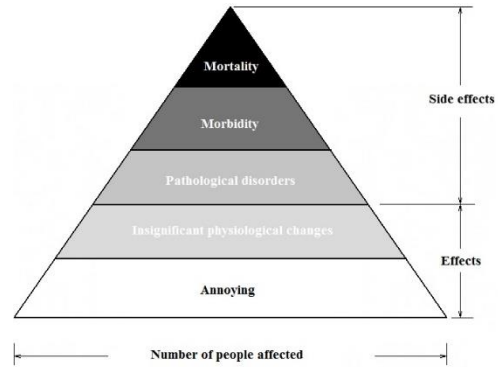 Mortality
Side effects
Morbidity
Pathological disorders
Insignificant physiological changes
Effects
Annoying
Number of people affected